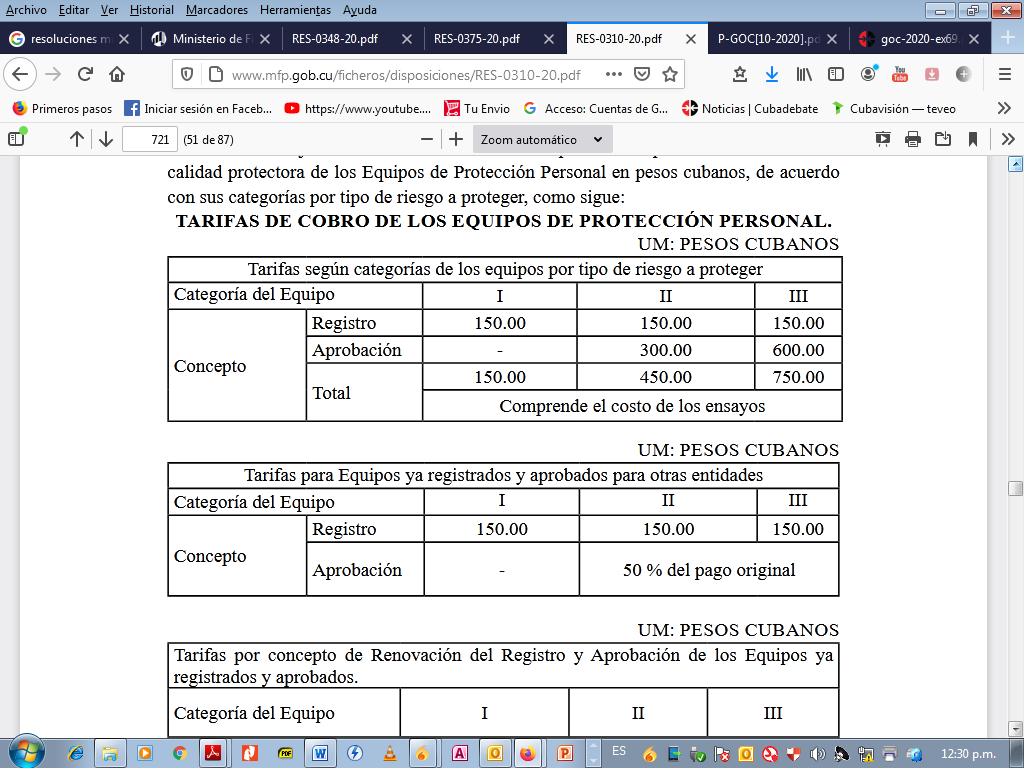 Archivo Editar Ver Historial Marcadores Herramientas Ayuda
resoluciones m Ministerio de Fi RES-0348-20.pdf RES-0375-20.pdf RES-0310-20.pdf P-GOC[10-2020].pd goc-2020-ex69.
www.mfp.gob.cu/ficheros/disposiciones/RES-0310-20.pdf
Primeros pasos Iniciar sesión en Faceb... https://www.youtube.... Tu Envio Acceso: Cuentas de G... Noticias | Cubadebate Cubavisión — teveo
721 (51 de 87) Zoom automático
calidad protectora de los Equipos de Protección Personal en pesos cubanos, de acuerdo
con sus categorías por tipo de riesgo a proteger, como sigue:
TARIFAS DE COBRO DE LOS EQUIPOS DE PROTECCIÓN PERSONAL.
UM: PESOS CUBANOS
Tarifas según categorías de los equipos por tipo de riesgo a proteger
Categoría del Equipo I II III
Concepto
Registro 150.00 150.00 150.00
Aprobación - 300.00 600.00
Total 150.00 450.00 750.00
Comprende el costo de los ensayos
UM: PESOS CUBANOS
Tarifas para Equipos ya registrados y aprobados para otras entidades
Categoría del Equipo I II III
Concepto
Registro 150.00 150.00 150.00
Aprobación - 50 % del pago original
UM: PESOS CUBANOS
Tarifas por concepto de Renovación del Registro y Aprobación de los Equipos ya
registrados y aprobados.
Categoría del Equipo I II III
ES 12:30 p.m.